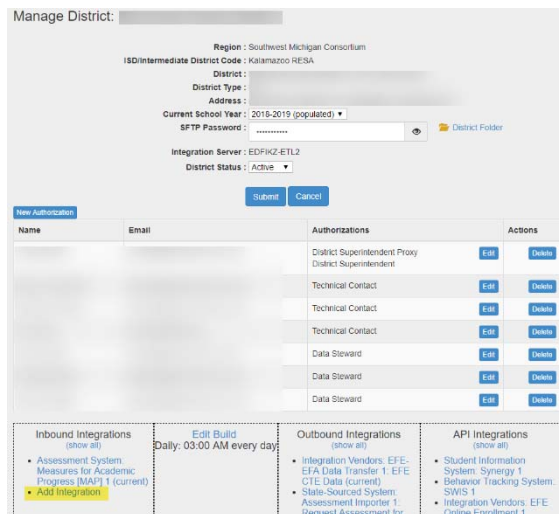 Manage District:
Region : Southwest Michigan Consortium
ISD/Intermediate District Code : Kalamazoo RESA
District :
District Type :
Address :
Current School Year : 2018-2019 (populated)
SFTP Password : ••••••••••• District Folder
Integration Server : EDFIKZ-ETL2
District Status : Active
Submit Cancel
New Authorization
Name Email Authorizations Actions
District Superintendent Proxy
District Superintendent Edit Delete
Technical Contact Edit Delete
Technical Contact Edit Delete
Technical Contact Edit Delete
Data Steward Edit Delete
Data Steward Edit Delete
Data Steward Edit Delete
Inbound Integrations
(show all)
• Assessment System:
Measures for Academic
Progress [MAP] 1 (current)
• Add Integration
Edit Build
Daily: 03:00 AM every day
Outbound Integrations
(show all)
• Integration Vendors: EFE-
EFA Data Transfer 1: EFE
CTE Data (current)
• State-Sourced System:
Assessment Importer 1:
Request Assessment for
API Integrations
(show all)
• Student Information
System: Synergy 1
• Behavior Tracking System:
SWIS 1
• Integration Vendors: EFE
Online Enrollment 1